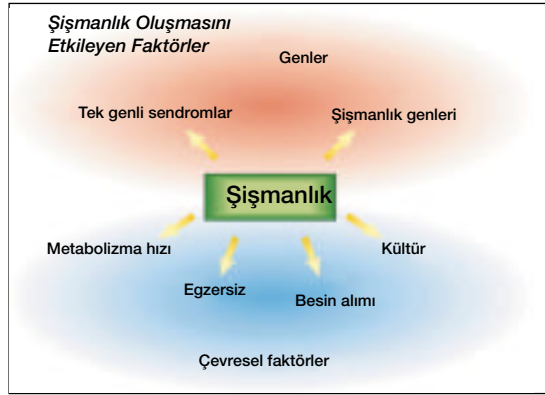 Şişmanlık Oluşmasını
Etkileyen Faktörler
Genler
Tek genli sendromlar
Şişmanlık genleri
Şişmanlık
Metabolizma hızı
Kültür
Egzersiz
Besin alımı
Çevresel faktörler